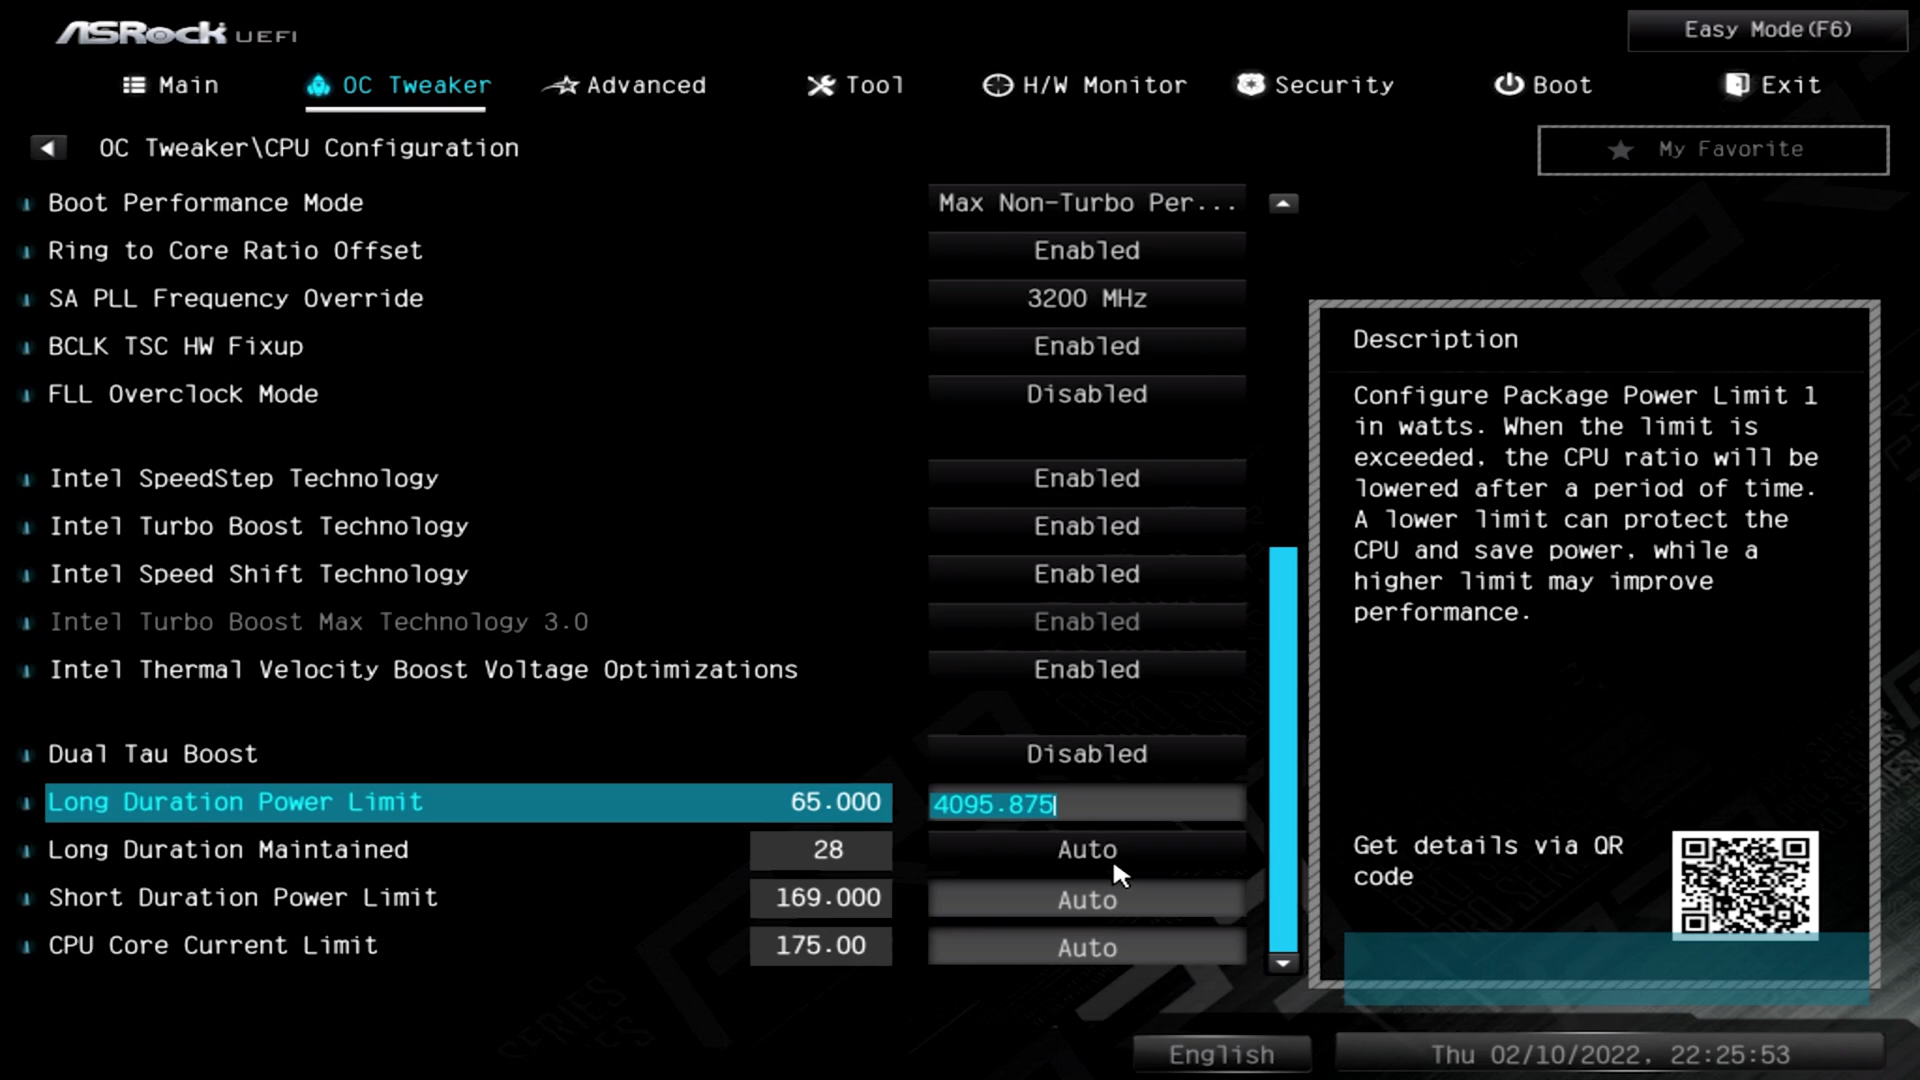 ASRock UEFI
Easy Mode(F6)
Main OC Tweaker Advanced Tool H/W Monitor Security Boot Exit
OC Tweaker\CPU Configuration
My Favorite
Boot Performance Mode Max Non-Turbo Per...
Ring to Core Ratio Offset Enabled
SA PLL Frequency Override 3200 MHz
BCLK TSC HW Fixup Enabled
FLL Overclock Mode Disabled
Intel SpeedStep Technology Enabled
Intel Turbo Boost Technology Enabled
Intel Speed Shift Technology Enabled
Intel Turbo Boost Max Technology 3.0 Enabled
Intel Thermal Velocity Boost Voltage Optimizations Enabled
Dual Tau Boost Disabled
Long Duration Power Limit 65.000 4095.875
Long Duration Maintained 28 Auto
Short Duration Power Limit 169.000 Auto
CPU Core Current Limit 175.00 Auto
Description
Configure Package Power Limit 1
in watts. When the limit is
exceeded, the CPU ratio will be
lowered after a period of time.
A lower limit can protect the
CPU and save power, while a
higher limit may improve
performance.
Get details via QR
code
English
Thu 02/10/2022, 22:25:53